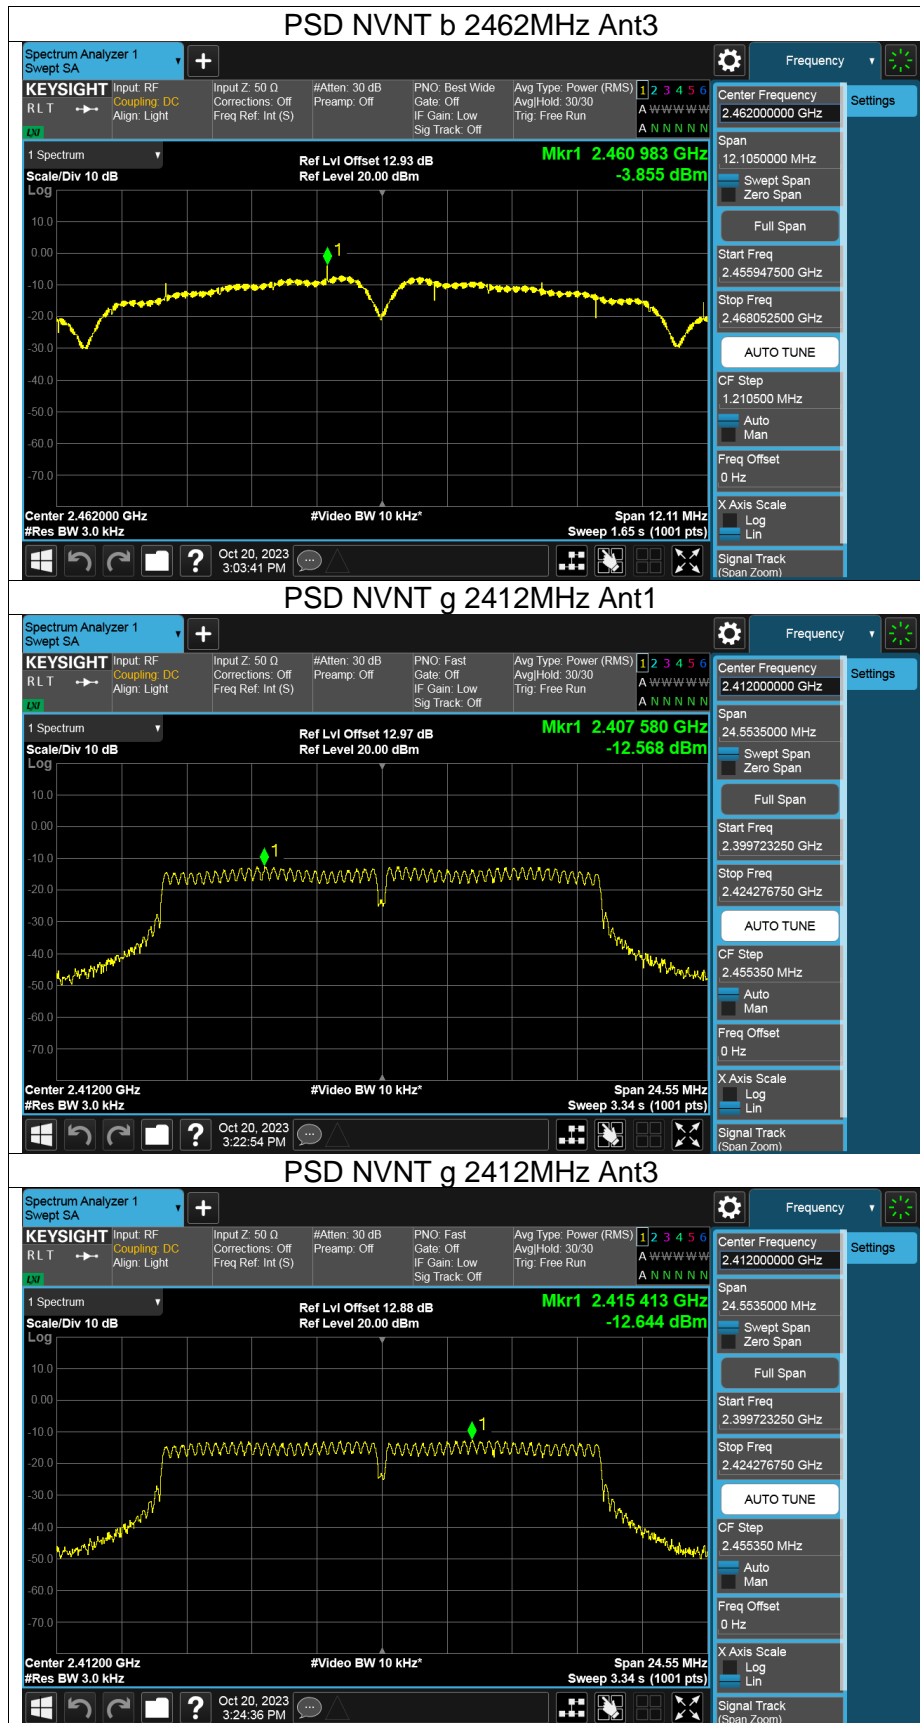 PSD NVNT b 2462MHz Ant3
Spectrum Analyzer 1
Swept SA
Frequency
KEYSIGHT
R L T
LXI
Input: RF
Coupling: DC
Align: Light
Input Z: 50 Ω
Corrections: Off
Freq Ref: Int (S)
#Atten: 30 dB
Preamp: Off
PNO: Best Wide
Gate: Off
IF Gain: Low
Sig Track: Off
Avg Type: Power (RMS)
Avg|Hold: 30/30
Trig: Free Run
1 2 3 4 5 6
A W W W W W
A N N N N N
1 Spectrum
Scale/Div 10 dB
Ref Lvl Offset 12.93 dB
Ref Level 20.00 dBm
Mkr1 2.460 983 GHz
-3.855 dBm
Log
10.0
0.00
-10.0
-20.0
-30.0
-40.0
-50.0
-60.0
-70.0
1
Center 2.462000 GHz
#Res BW 3.0 kHz
#Video BW 10 kHz*
Span 12.11 MHz
Sweep 1.65 s (1001 pts)
Oct 20, 2023
3:03:41 PM
Center Frequency
2.462000000 GHz
Span
12.1050000 MHz
Swept Span
Zero Span
Full Span
Start Freq
2.455947500 GHz
Stop Freq
2.468052500 GHz
AUTO TUNE
CF Step
1.210500 MHz
Auto
Man
Freq Offset
0 Hz
X Axis Scale
Log
Lin
Signal Track
(Span Zoom)
Settings
PSD NVNT g 2412MHz Ant1
Spectrum Analyzer 1
Swept SA
Frequency
KEYSIGHT
R L T
LXI
Input: RF
Coupling: DC
Align: Light
Input Z: 50 Ω
Corrections: Off
Freq Ref: Int (S)
#Atten: 30 dB
Preamp: Off
PNO: Fast
Gate: Off
IF Gain: Low
Sig Track: Off
Avg Type: Power (RMS)
Avg|Hold: 30/30
Trig: Free Run
1 2 3 4 5 6
A W W W W W
A N N N N N
1 Spectrum
Scale/Div 10 dB
Ref Lvl Offset 12.97 dB
Ref Level 20.00 dBm
Mkr1 2.407 580 GHz
-12.568 dBm
Log
10.0
0.00
-10.0
-20.0
-30.0
-40.0
-50.0
-60.0
-70.0
1
Center 2.41200 GHz
#Res BW 3.0 kHz
#Video BW 10 kHz*
Span 24.55 MHz
Sweep 3.34 s (1001 pts)
Oct 20, 2023
3:22:54 PM
Center Frequency
2.412000000 GHz
Span
24.5535000 MHz
Swept Span
Zero Span
Full Span
Start Freq
2.399723250 GHz
Stop Freq
2.424276750 GHz
AUTO TUNE
CF Step
2.455350 MHz
Auto
Man
Freq Offset
0 Hz
X Axis Scale
Log
Lin
Signal Track
(Span Zoom)
Settings
PSD NVNT g 2412MHz Ant3
Spectrum Analyzer 1
Swept SA
Frequency
KEYSIGHT
R L T
LXI
Input: RF
Coupling: DC
Align: Light
Input Z: 50 Ω
Corrections: Off
Freq Ref: Int (S)
#Atten: 30 dB
Preamp: Off
PNO: Fast
Gate: Off
IF Gain: Low
Sig Track: Off
Avg Type: Power (RMS)
Avg|Hold: 30/30
Trig: Free Run
1 2 3 4 5 6
A W W W W W
A N N N N N
1 Spectrum
Scale/Div 10 dB
Ref Lvl Offset 12.88 dB
Ref Level 20.00 dBm
Mkr1 2.415 413 GHz
-12.644 dBm
Log
10.0
0.00
-10.0
-20.0
-30.0
-40.0
-50.0
-60.0
-70.0
1
Center 2.41200 GHz
#Res BW 3.0 kHz
#Video BW 10 kHz*
Span 24.55 MHz
Sweep 3.34 s (1001 pts)
Oct 20, 2023
3:24:36 PM
Center Frequency
2.412000000 GHz
Span
24.5535000 MHz
Swept Span
Zero Span
Full Span
Start Freq
2.399723250 GHz
Stop Freq
2.424276750 GHz
AUTO TUNE
CF Step
2.455350 MHz
Auto
Man
Freq Offset
0 Hz
X Axis Scale
Log
Lin
Signal Track
(Span Zoom)
Settings